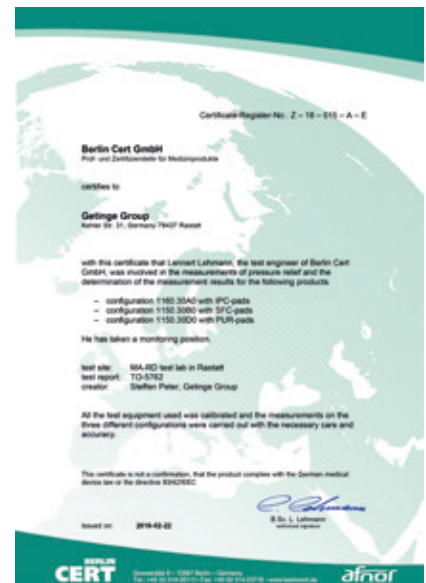 Certificate-Register-No.: Z – 18 – 015 – A – E
Berlin Cert GmbH
Prüf- und Zertifizierstelle für Medizinprodukte
certifies to
Getinge Group
Kehler Str. 31, Germany 76437 Rastatt
with this certificate that Lennert Lehmann, the test engineer of Berlin Cert
GmbH, was involved in the measurements of pressure relief and the
determination of the measurement results for the following products
– configuration 1160.30A0 with IPC-pads
– configuration 1150.30B0 with SFC-pads
– configuration 1150.30D0 with PUR-pads
He has taken a monitoring position.
test site: MA-RD test lab in Rastatt
test report: TO-5762
creator: Steffen Peter, Getinge Group
All the test equipment used was calibrated and the measurements on the
three different configurations were carried out with the necessary care and
accuracy.
This certificate is not a confirmation, that the product complies with the German medical
device law or the directive 93/42/EEC
B.Sc. L. Lehmann
authorized signature
issued on: 2018-02-22
BERLIN
CERT
afnor